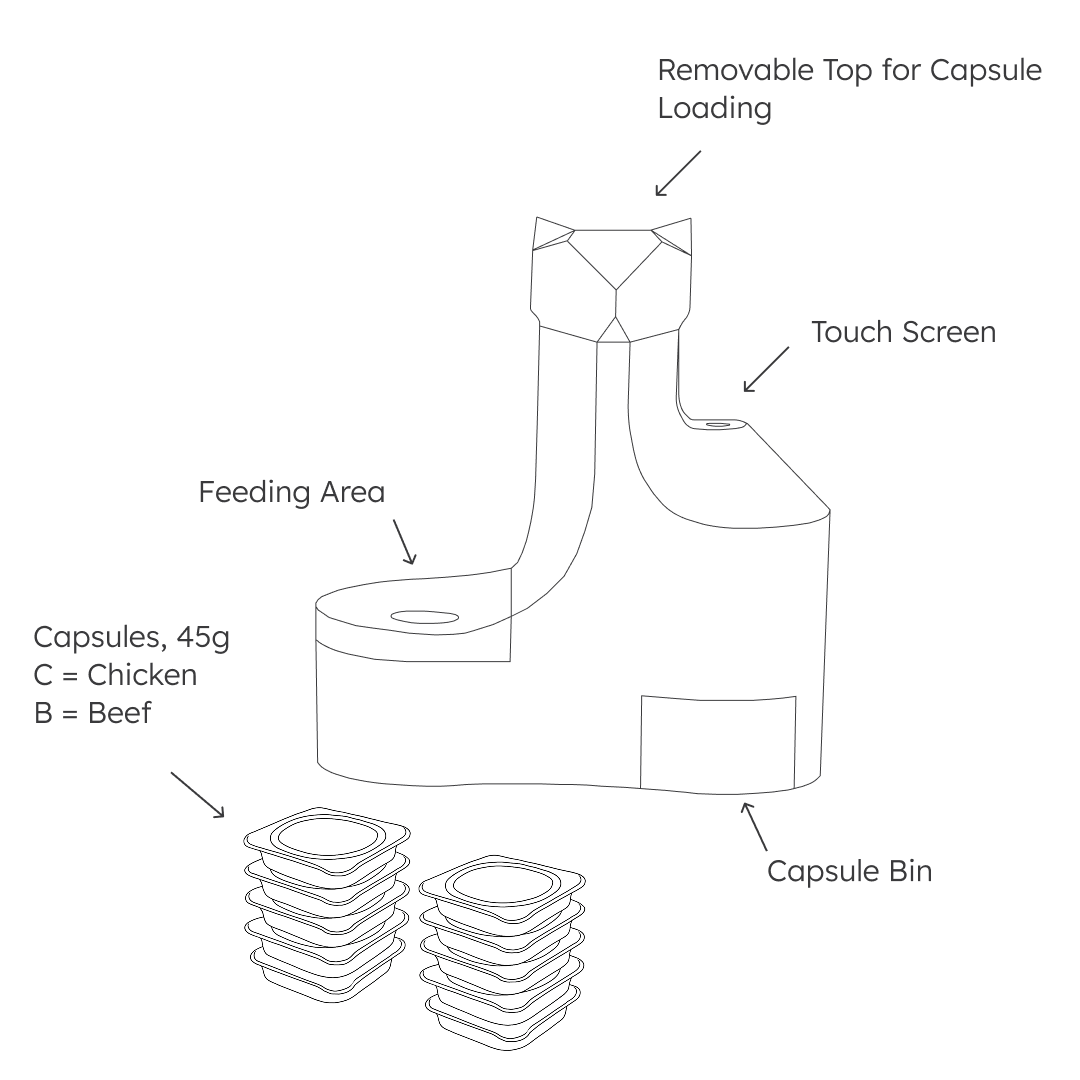 Removable Top for Capsule
Loading
Touch Screen
Feeding Area
Capsules, 45g
C = Chicken
B = Beef
Capsule Bin